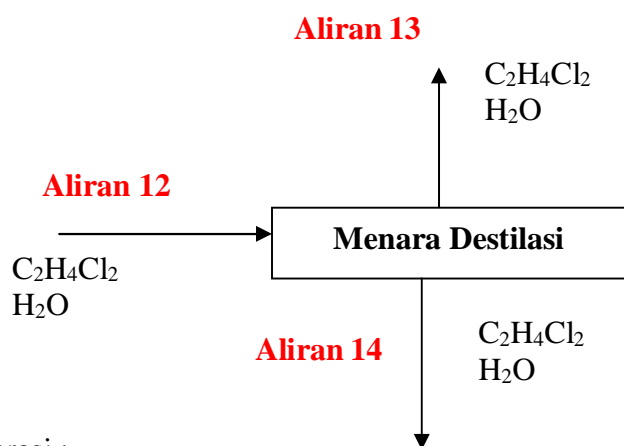 Aliran 13
C₂H₄Cl₂
H₂O
Aliran 12
Menara Destilasi
C₂H₄Cl₂
H₂O
Aliran 14
C₂H₄Cl₂
H₂O